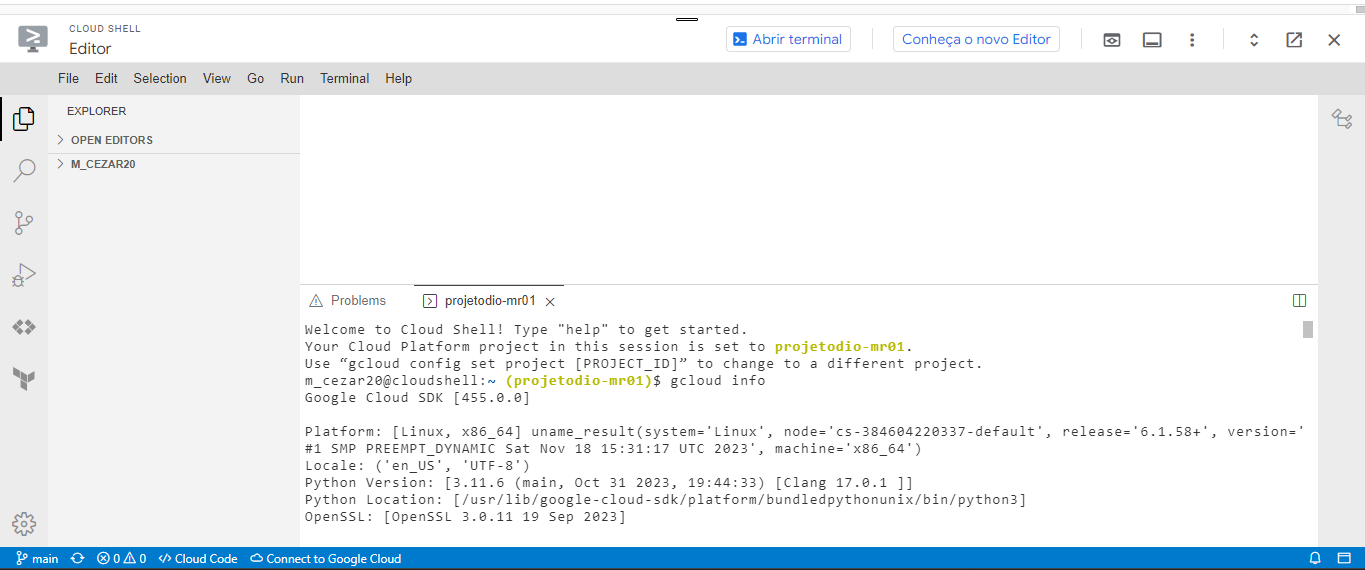 CLOUD SHELL
Editor
Abrir terminal
Conheça o novo Editor
File Edit Selection View Go Run Terminal Help
EXPLORER
OPEN EDITORS
M_CEZAR20
Problems projetodio-mr01
Welcome to Cloud Shell! Type "help" to get started.
Your Cloud Platform project in this session is set to projetodio-mr01.
Use “gcloud config set project [PROJECT_ID]” to change to a different project.
m_cezar20@cloudshell:~ (projetodio-mr01)$ gcloud info
Google Cloud SDK [455.0.0]
Platform: [Linux, x86_64] uname_result(system='Linux', node='cs-384604220337-default', release='6.1.58+', version='
#1 SMP PREEMPT_DYNAMIC Sat Nov 18 15:31:17 UTC 2023', machine='x86_64')
Locale: ('en_US', 'UTF-8')
Python Version: [3.11.6 (main, Oct 31 2023, 19:44:33) [Clang 17.0.1 ]]
Python Location: [/usr/lib/google-cloud-sdk/platform/bundledpythonunix/bin/python3]
OpenSSL: [OpenSSL 3.0.11 19 Sep 2023]
main 0 0 Cloud Code Connect to Google Cloud